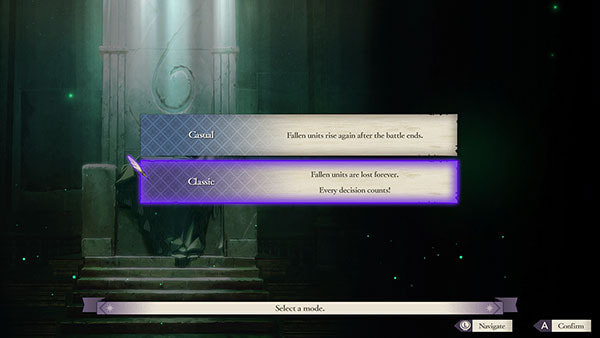 Casual
Fallen units rise again after the battle ends.
Classic
Fallen units are lost forever.
Every decision counts!
Select a mode.
L Navigate
A Confirm